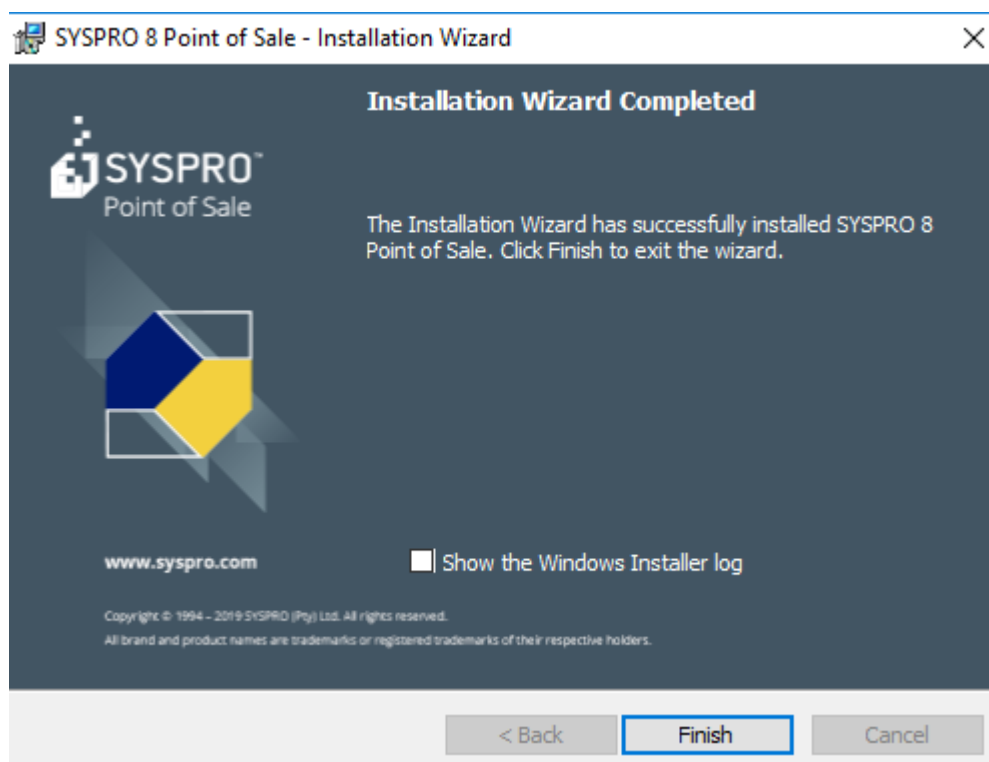 SYSPRO 8 Point of Sale - Installation Wizard
Installation Wizard Completed
SYSPRO™
Point of Sale
The Installation Wizard has successfully installed SYSPRO 8
Point of Sale. Click Finish to exit the wizard.
www.syspro.com
Show the Windows Installer log
Copyright © 1994 – 2019 SYSPRO (Pty) Ltd. All rights reserved.
All brand and product names are trademarks or registered trademarks of their respective holders.
< Back
Finish
Cancel